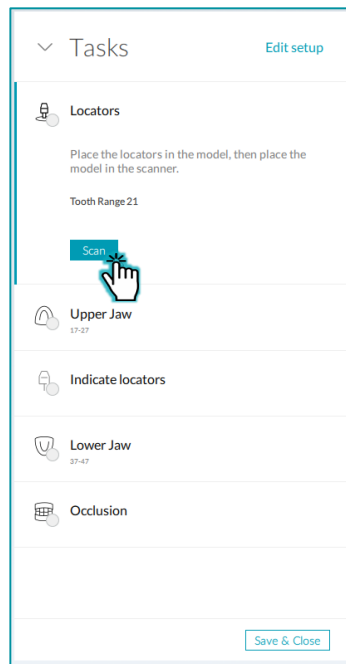 Tasks
Edit setup
Locators
Place the locators in the model, then place the
model in the scanner.
Tooth Range 21
Scan
Upper Jaw
17-27
Indicate locators
Lower Jaw
37-47
Occlusion
Save & Close